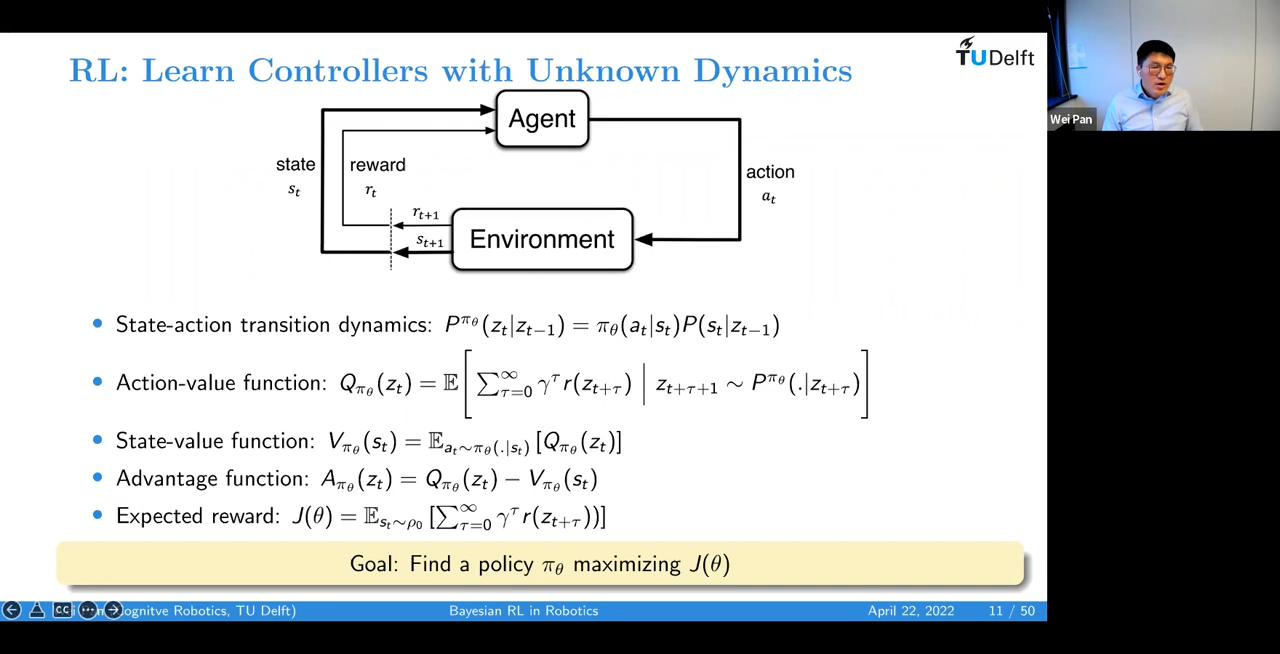 TUDelft
RL: Learn Controllers with Unknown Dynamics
Agent
state
s_t
reward
r_t
action
a_t
r_{t+1}
s_{t+1}
Environment
Wei Pan
• State-action transition dynamics: P^{π_θ}(z_t|z_{t−1}) = π_θ(a_t|s_t)P(s_t|z_{t−1})
• Action-value function: Q_{π_θ}(z_t) = 𝔼[∑_{τ=0}^{∞} γ^τ r(z_{t+τ}) | z_{t+τ+1} ∼ P^{π_θ}(.|z_{t+τ})]
• State-value function: V_{π_θ}(s_t) = 𝔼_{a_t∼π_θ(.|s_t)} [Q_{π_θ}(z_t)]
• Advantage function: A_{π_θ}(z_t) = Q_{π_θ}(z_t) − V_{π_θ}(s_t)
• Expected reward: J(θ) = 𝔼_{s_t∼ρ_0} [∑_{τ=0}^{∞} γ^τ r(z_{t+τ}))]
Goal: Find a policy π_θ maximizing J(θ)
CC
ognitve Robotics, TU Delft)
Bayesian RL in Robotics
April 22, 2022
11 / 50